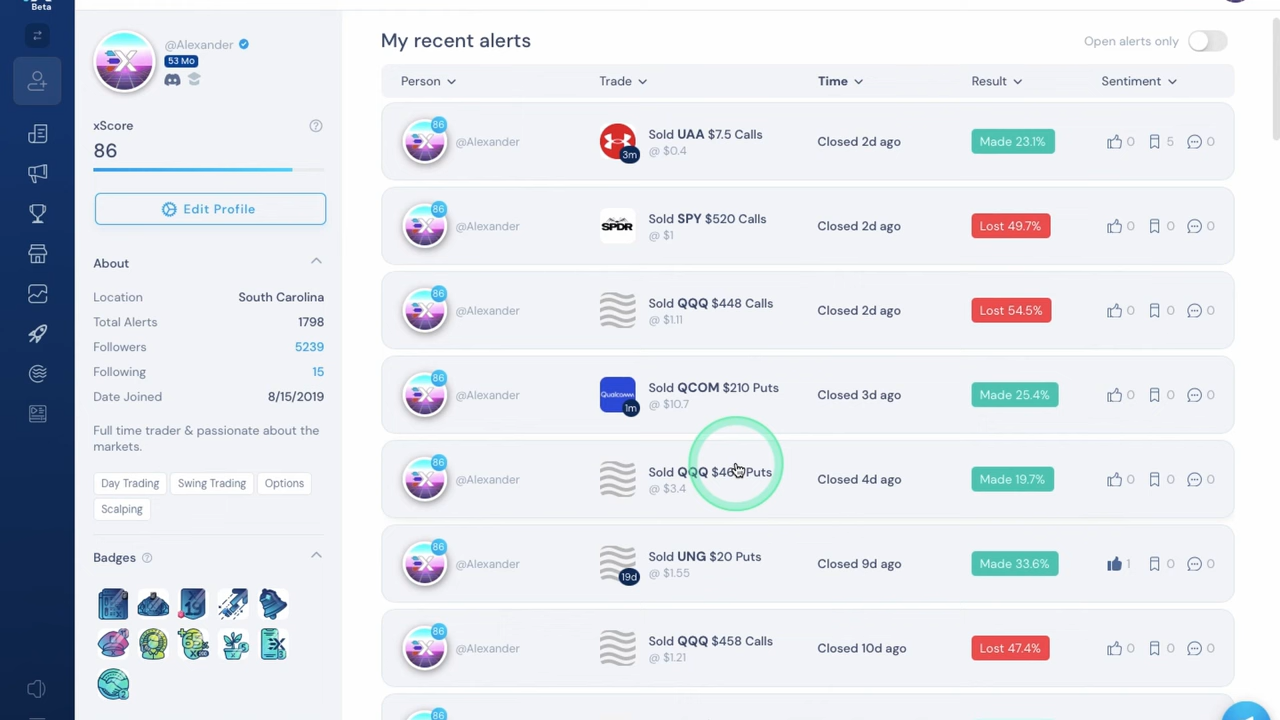 Beta
@Alexander
53 Mo
xScore
86
Edit Profile
About
Location South Carolina
Total Alerts 1798
Followers 5239
Following 15
Date Joined 8/15/2019
Full time trader & passionate about the
markets.
Day Trading Swing Trading Options
Scalping
Badges
My recent alerts
Open alerts only
Person Trade Time Result Sentiment
86 @Alexander 3m Sold UAA $7.5 Calls @ $0.4 Closed 2d ago Made 23.1% 0 5 0
86 @Alexander SPDR Sold SPY $520 Calls @ $1 Closed 2d ago Lost 49.7% 0 0 0
86 @Alexander Sold QQQ $448 Calls @ $1.11 Closed 2d ago Lost 54.5% 0 0 0
86 @Alexander Qualcomm 1m Sold QCOM $210 Puts @ $10.7 Closed 3d ago Made 25.4% 0 0 0
86 @Alexander Sold QQQ Puts @ $3.4 Closed 4d ago Made 19.7% 0 0 0
86 @Alexander 19d Sold UNG $20 Puts @ $1.55 Closed 9d ago Made 33.6% 1 0 0
86 @Alexander Sold QQQ $458 Calls @ $1.21 Closed 10d ago Lost 47.4% 0 0 0
86